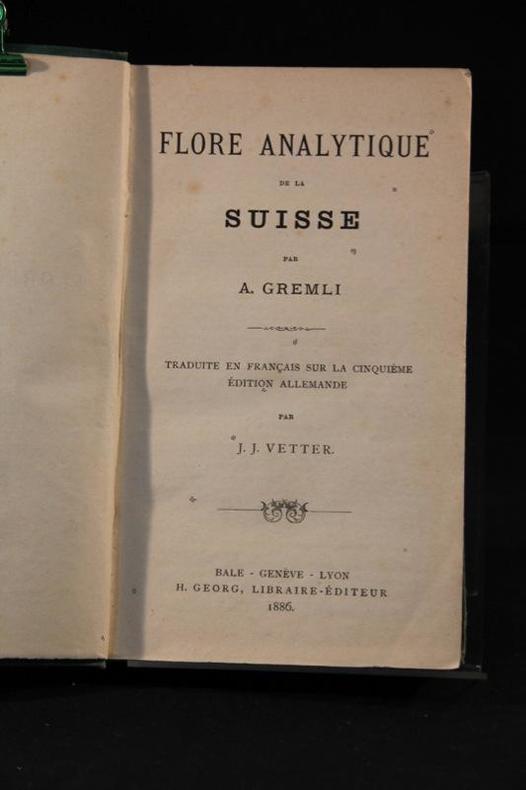 FLORE ANALYTIQUE
DE LA
SUISSE
PAR
A. GREMLI
TRADUITE EN FRANÇAIS SUR LA CINQUIÈME
ÉDITION ALLEMANDE
PAR
J. J. VETTER.
BALE - GENÈVE - LYON
H. GEORG, LIBRAIRE-ÉDITEUR
1886.